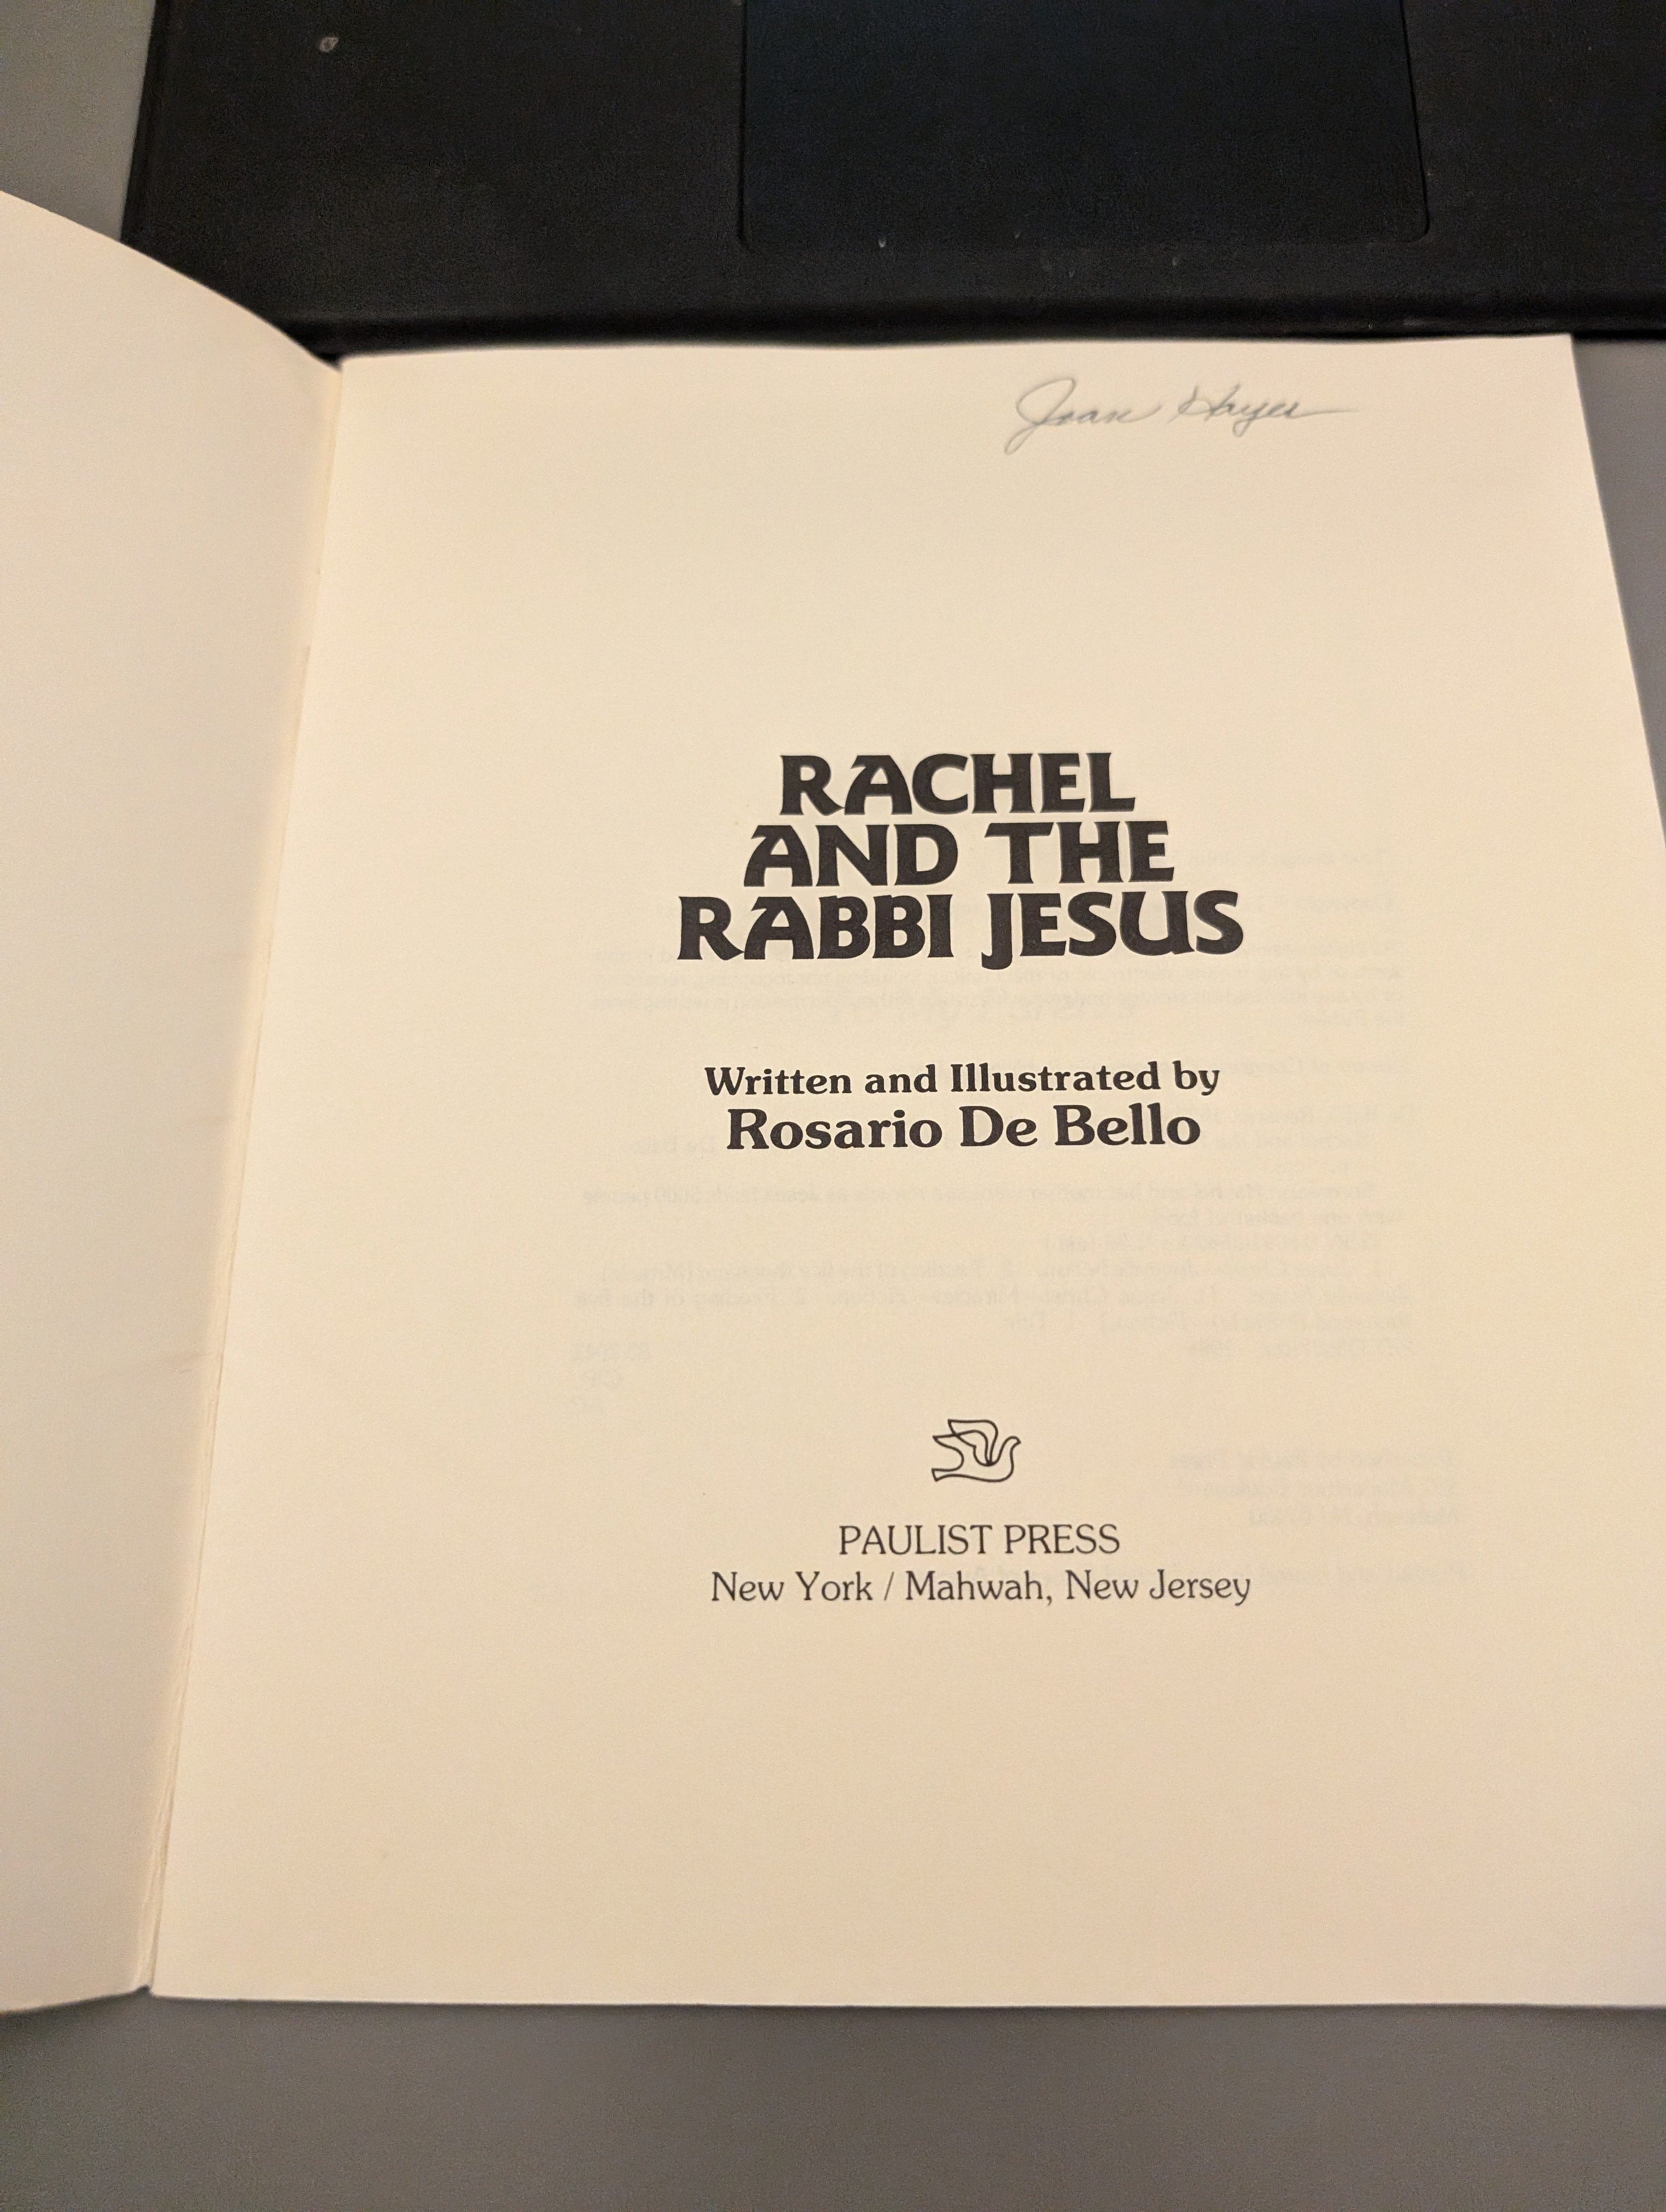 Joan Hayes
RACHEL
AND THE
RABBI JESUS
Written and Illustrated by
Rosario De Bello
PAULIST PRESS
New York / Mahwah, New Jersey